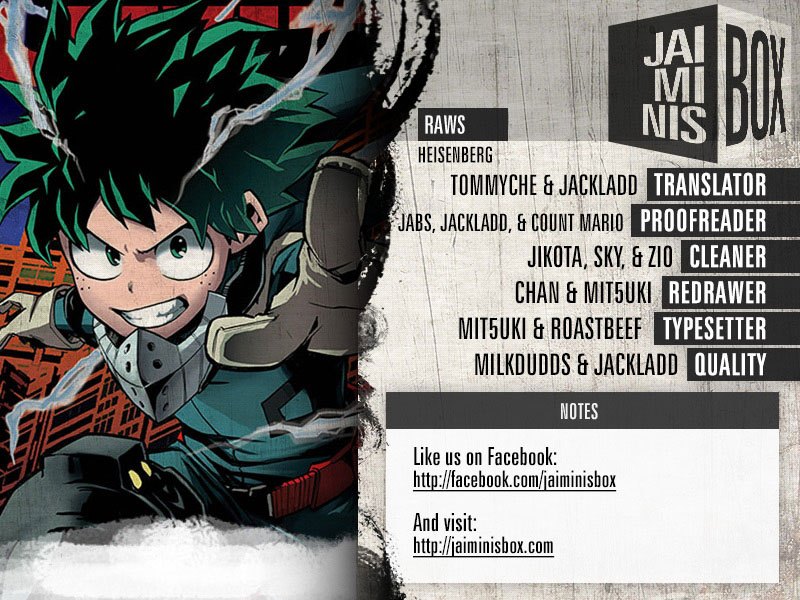 JAI
MI
NIS
BOX
RAWS
HEISENBERG
TOMMYCHE & JACKLADD TRANSLATOR
JABS, JACKLADD, & COUNT MARIO PROOFREADER
JIKOTA, SKY, & ZIO CLEANER
CHAN & MIT5UKI REDRAWER
MIT5UKI & ROASTBEEF TYPESETTER
MILKDUDDS & JACKLADD QUALITY
NOTES
Like us on Facebook:
http://facebook.com/jaiminisbox
And visit:
http://jaiminisbox.com